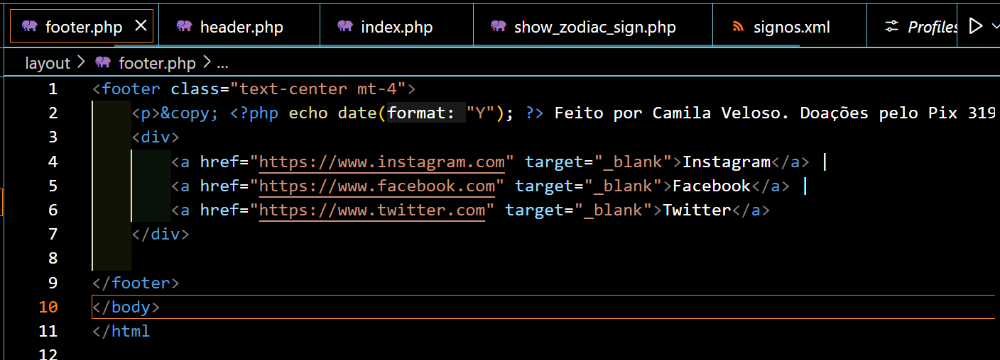 footer.php
header.php
index.php
show_zodiac_sign.php
signos.xml
Profiles
layout > footer.php > ...
1 <footer class="text-center mt-4">
2 <p>&copy; <?php echo date(format: "Y"); ?> Feito por Camila Veloso. Doações pelo Pix 319
3 <div>
4 <a href="https://www.instagram.com" target="_blank">Instagram</a> |
5 <a href="https://www.facebook.com" target="_blank">Facebook</a> |
6 <a href="https://www.twitter.com" target="_blank">Twitter</a>
7 </div>
8
9 </footer>
10 </body>
11 </html
12